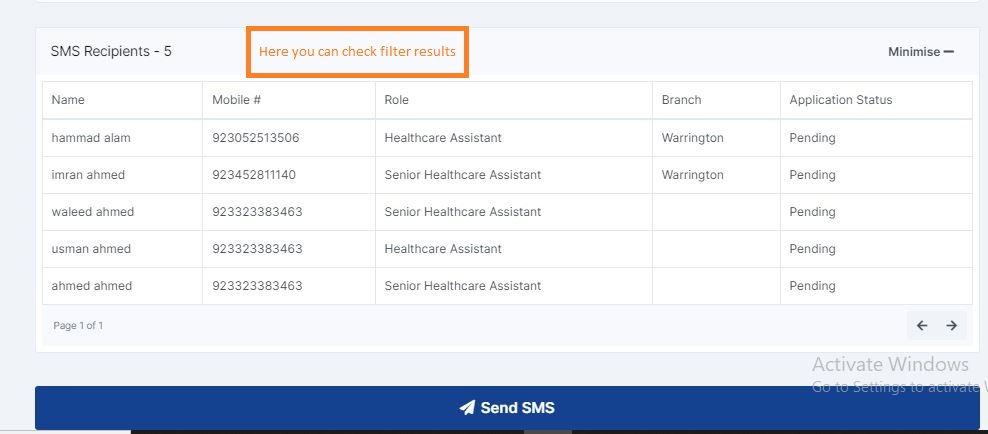 SMS Recipients - 5 Here you can check filter results Minimise
Name Mobile # Role Branch Application Status
hammad alam 923052513506 Healthcare Assistant Warrington Pending
imran ahmed 923452811140 Senior Healthcare Assistant Warrington Pending
waleed ahmed 923323383463 Senior Healthcare Assistant Pending
usman ahmed 923323383463 Healthcare Assistant Pending
ahmed ahmed 923323383463 Senior Healthcare Assistant Pending
Page 1 of 1
Activate Windows
Go to Settings to activate W
Send SMS